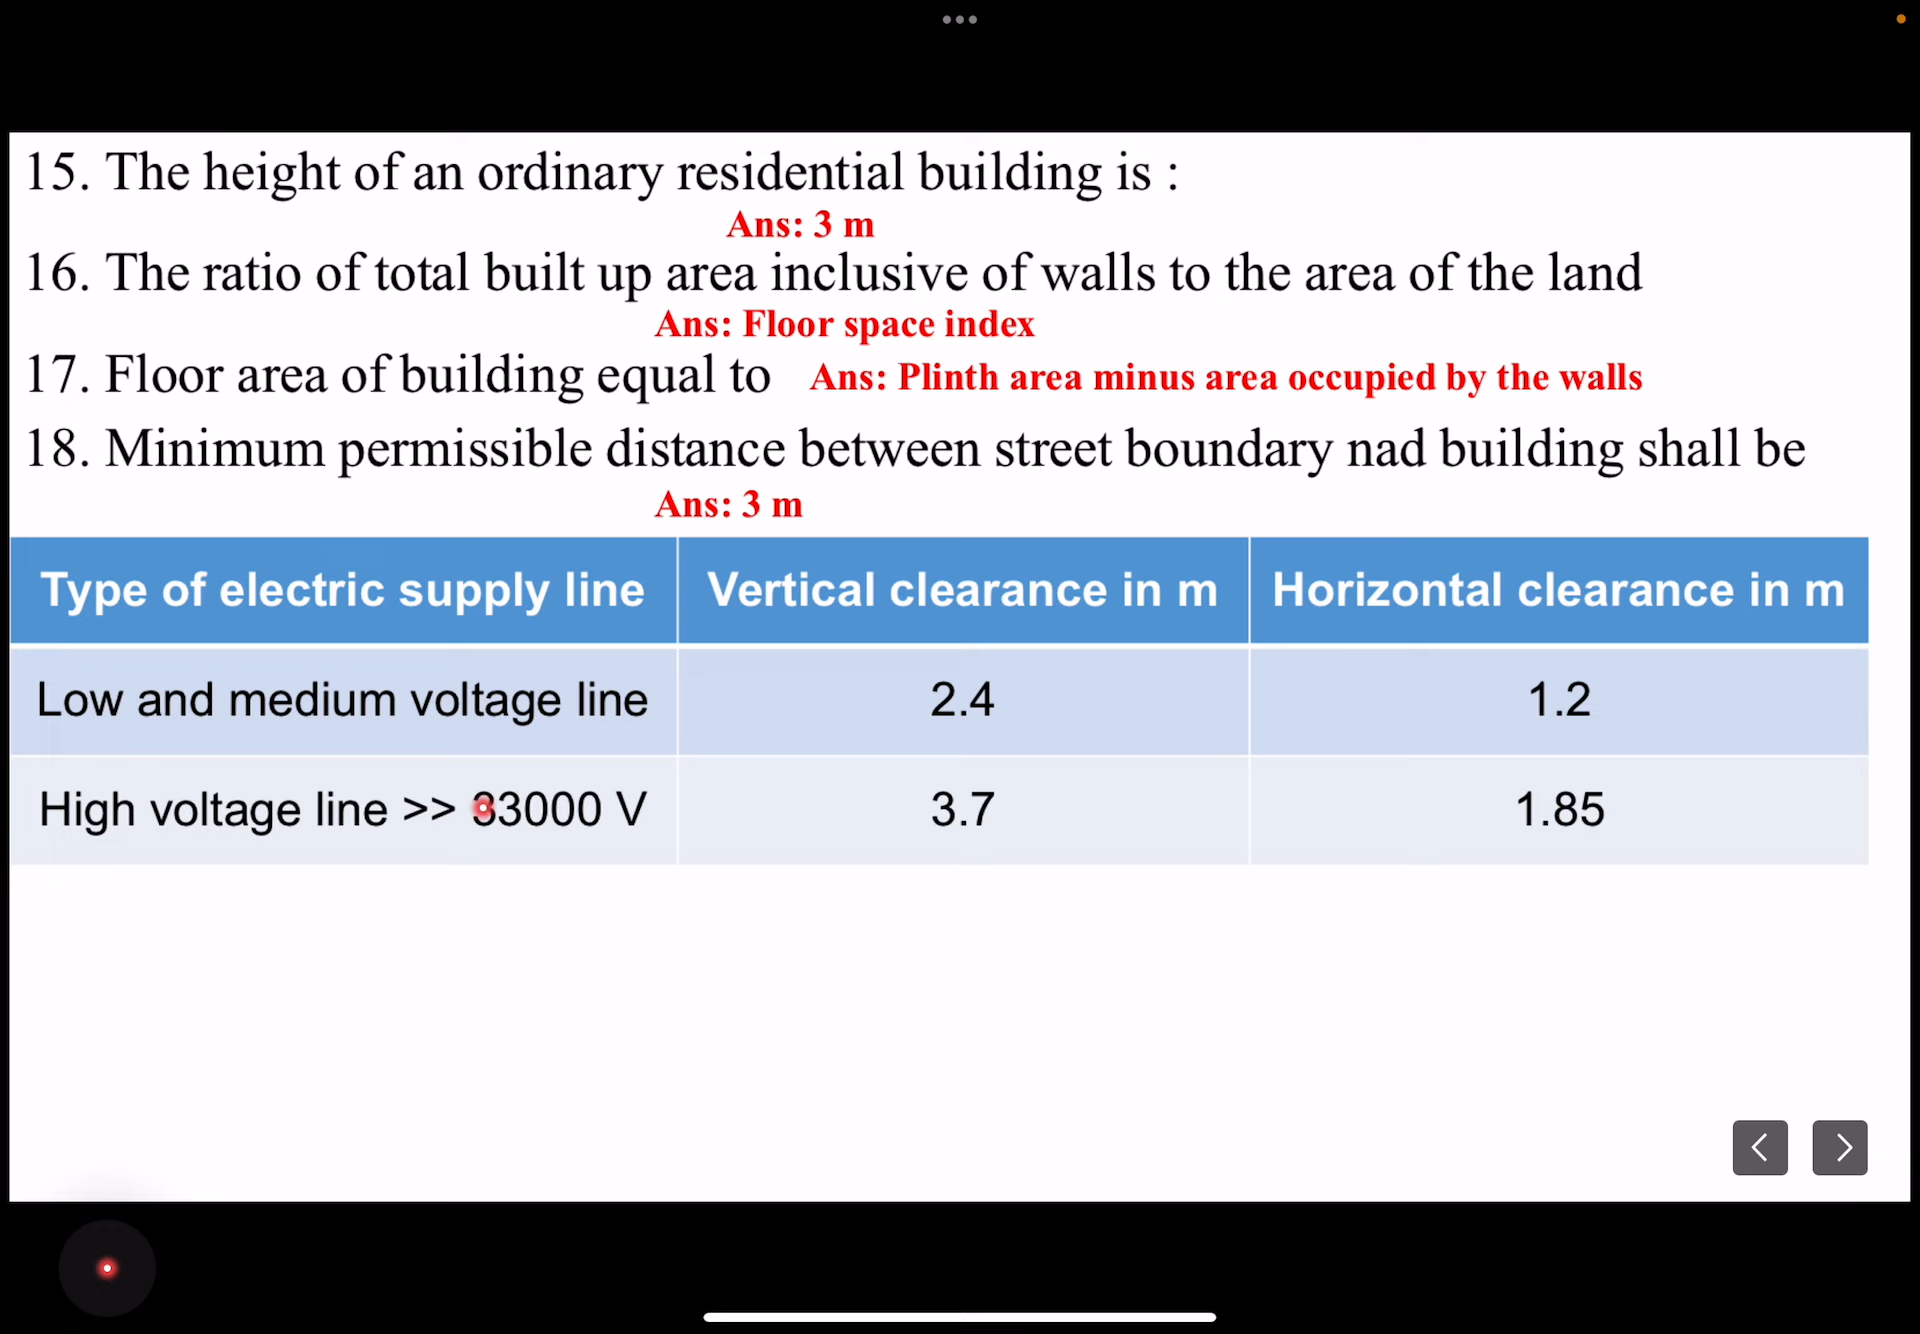 15. The height of an ordinary residential building is :
Ans: 3 m
16. The ratio of total built up area inclusive of walls to the area of the land
Ans: Floor space index
17. Floor area of building equal to Ans: Plinth area minus area occupied by the walls
18. Minimum permissible distance between street boundary nad building shall be
Ans: 3 m
Type of electric supply line Vertical clearance in m Horizontal clearance in m
Low and medium voltage line 2.4 1.2
High voltage line >> 33000 V 3.7 1.85